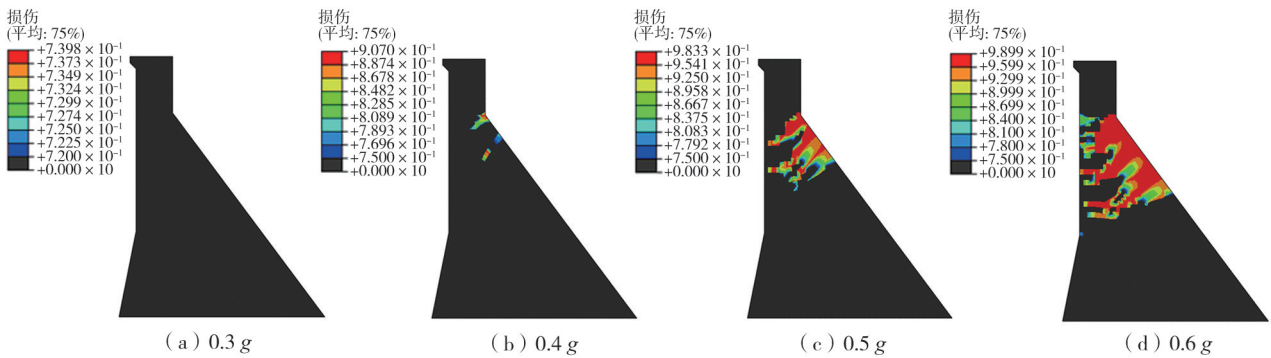 损伤
(平均: 75%)
+7.398 × 10⁻¹
+7.373 × 10⁻¹
+7.349 × 10⁻¹
+7.324 × 10⁻¹
+7.299 × 10⁻¹
+7.274 × 10⁻¹
+7.250 × 10⁻¹
+7.225 × 10⁻¹
+7.200 × 10⁻¹
+0.000 × 10
(a) 0.3 g
损伤
(平均: 75%)
+9.070 × 10⁻¹
+8.874 × 10⁻¹
+8.678 × 10⁻¹
+8.482 × 10⁻¹
+8.285 × 10⁻¹
+8.089 × 10⁻¹
+7.893 × 10⁻¹
+7.696 × 10⁻¹
+7.500 × 10⁻¹
+0.000 × 10
(b) 0.4 g
损伤
(平均: 75%)
+9.833 × 10⁻¹
+9.541 × 10⁻¹
+9.250 × 10⁻¹
+8.958 × 10⁻¹
+8.667 × 10⁻¹
+8.375 × 10⁻¹
+8.083 × 10⁻¹
+7.792 × 10⁻¹
+7.500 × 10⁻¹
+0.000 × 10
(c) 0.5 g
损伤
(平均: 75%)
+9.899 × 10⁻¹
+9.599 × 10⁻¹
+9.299 × 10⁻¹
+8.999 × 10⁻¹
+8.699 × 10⁻¹
+8.400 × 10⁻¹
+8.100 × 10⁻¹
+7.800 × 10⁻¹
+7.500 × 10⁻¹
+0.000 × 10
(d) 0.6 g